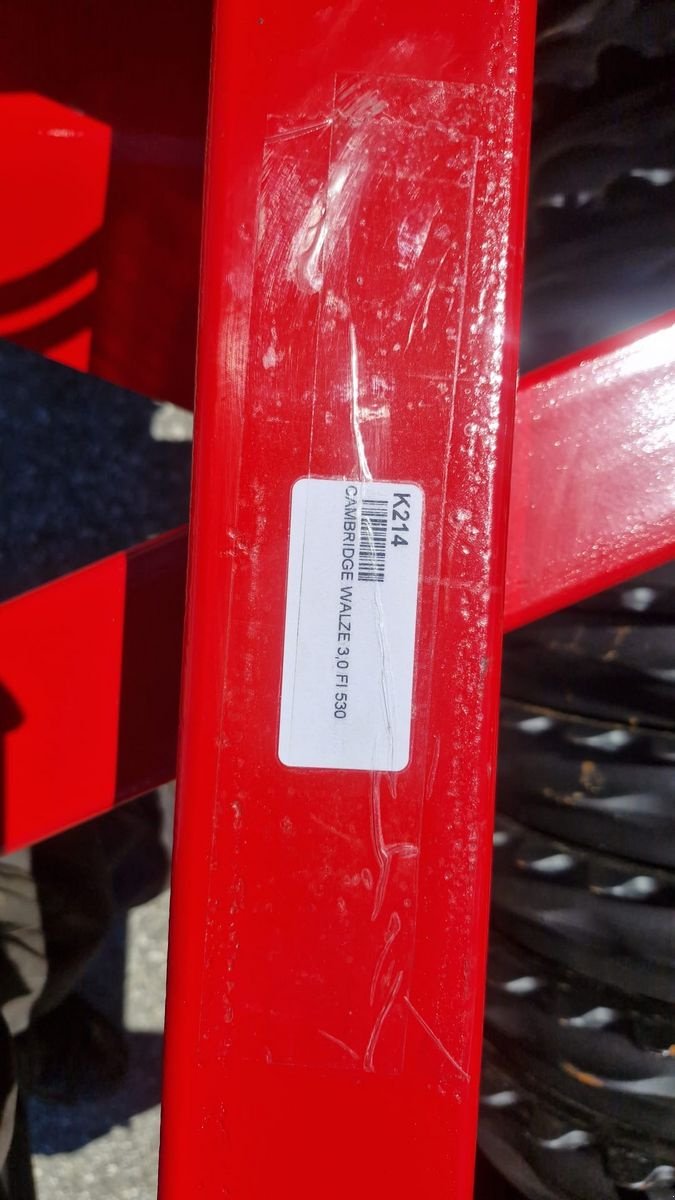 K214
CAMBRIDGE WALZE 3,0 FI 530